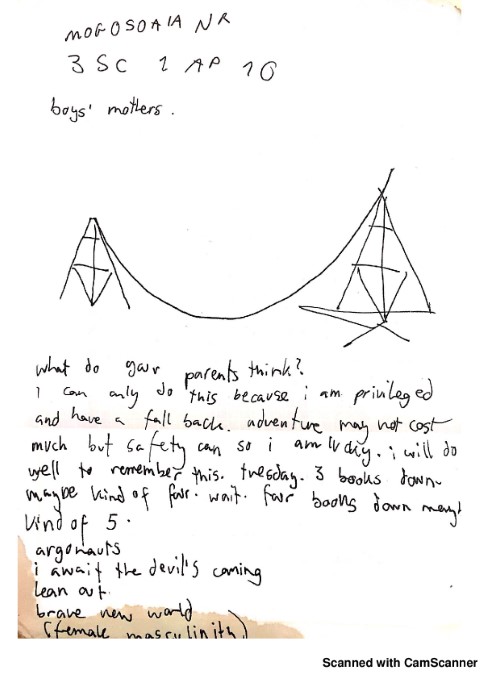 MOGOSOAIA NR
3 SC 1 AP 10
boys' mothers.
what do your parents think?
i can only do this because i am privileged
and have a fall back. adventure may not cost
much but safety can so i am lucky. i will do
well to remember this. tuesday. 3 books down.
maybe kind of four. wait. four books down
kind of 5.
argonauts
i await the devil's coming
lean out
brave new world
(female masculinity)
Scanned with CamScanner